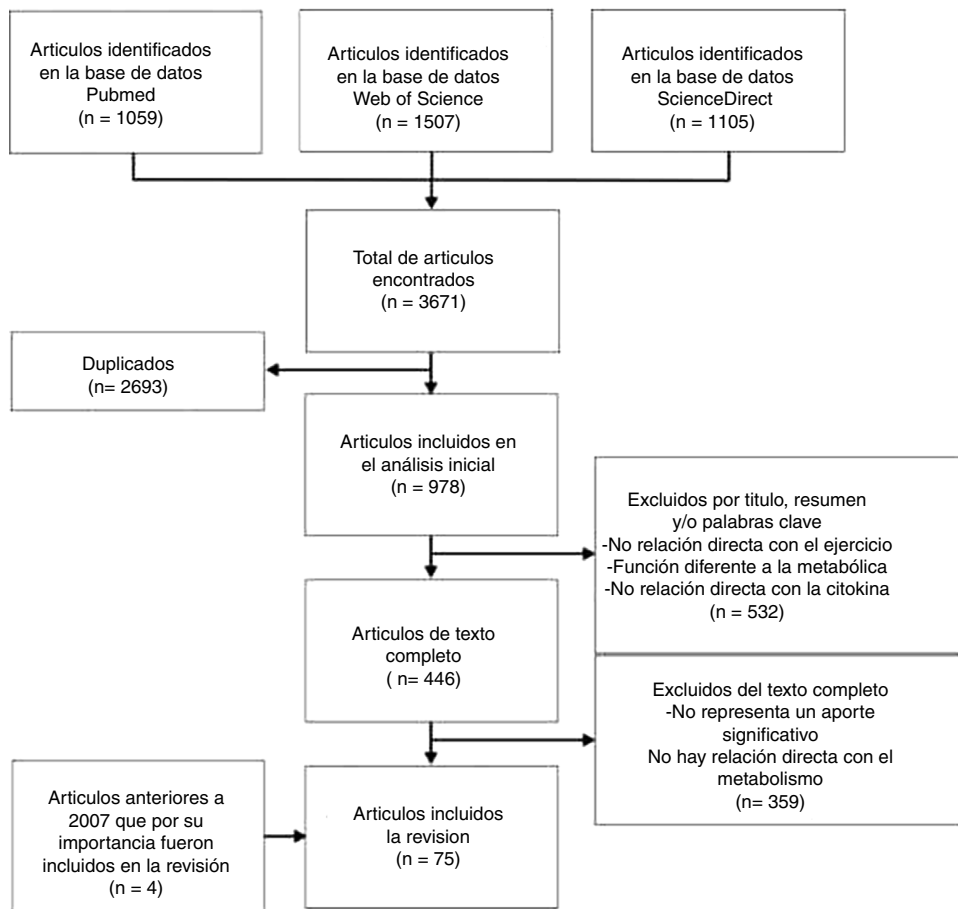 Articulos identificados
en la base de datos
Pubmed
(n = 1059)
Articulos identificados
en la base de datos
Web of Science
(n = 1507)
Articulos identificados
en la base de datos
ScienceDirect
(n = 1105)
Total de articulos
encontrados
(n = 3671)
Duplicados
(n= 2693)
Articulos incluidos en
el análisis inicial
(n = 978)
Excluidos por titulo, resumen
y/o palabras clave
-No relación directa con el ejercicio
-Función diferente a la metabólica
-No relación directa con la citokina
(n = 532)
Articulos de texto
completo
( n= 446)
Excluidos del texto completo
-No representa un aporte
significativo
No hay relación directa con el
metabolismo
(n= 359)
Articulos anteriores a
2007 que por su
importancia fueron
incluidos en la revisión
(n = 4)
Articulos incluidos
la revision
(n = 75)